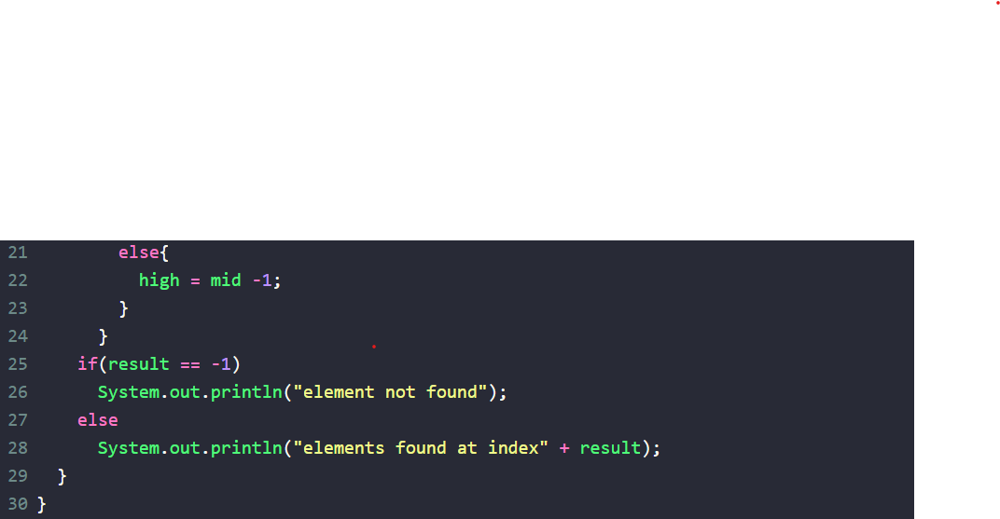 21 else{
22 high = mid -1;
23 }
24 }
25 if(result == -1)
26 System.out.println("element not found");
27 else
28 System.out.println("elements found at index" + result);
29 }
30 }